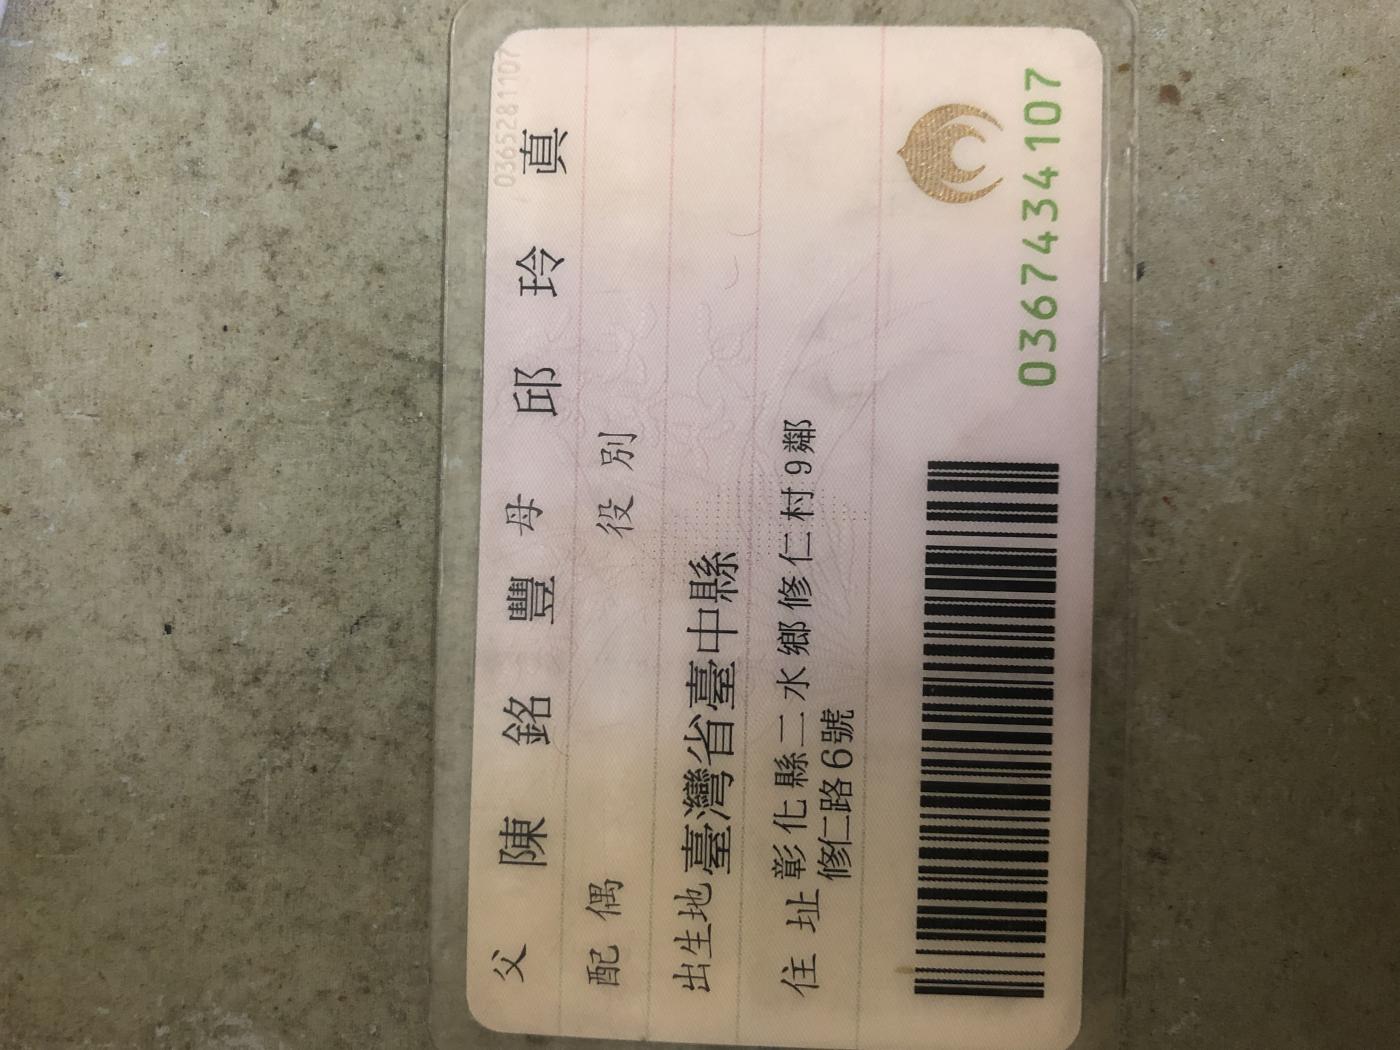 0365281107
父 陳銘豐 母 邱玲真
配偶 役別
出生地 臺灣省臺中縣
住址 彰化縣二水鄉修仁村9鄰
修仁路6號
0367434107